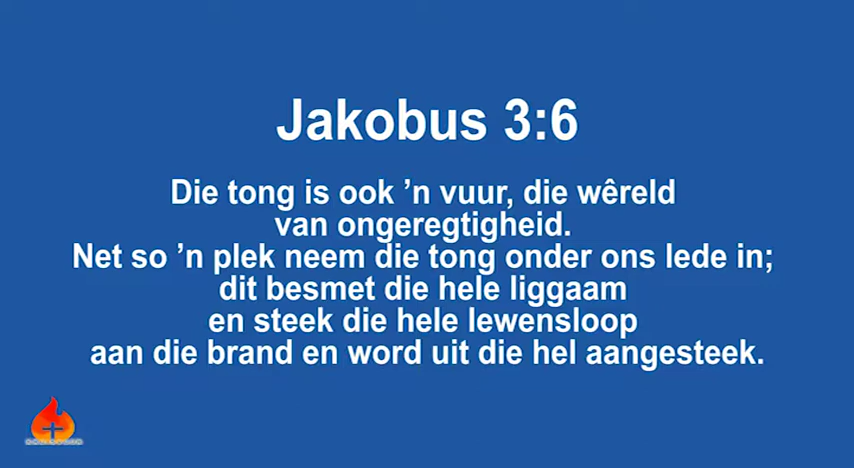 Jakobus 3:6
Die tong is ook ’n vuur, die wêreld
van ongeregtigheid.
Net so ’n plek neem die tong onder ons lede in;
dit besmet die hele liggaam
en steek die hele lewensloop
aan die brand en word uit die hel aangesteek.